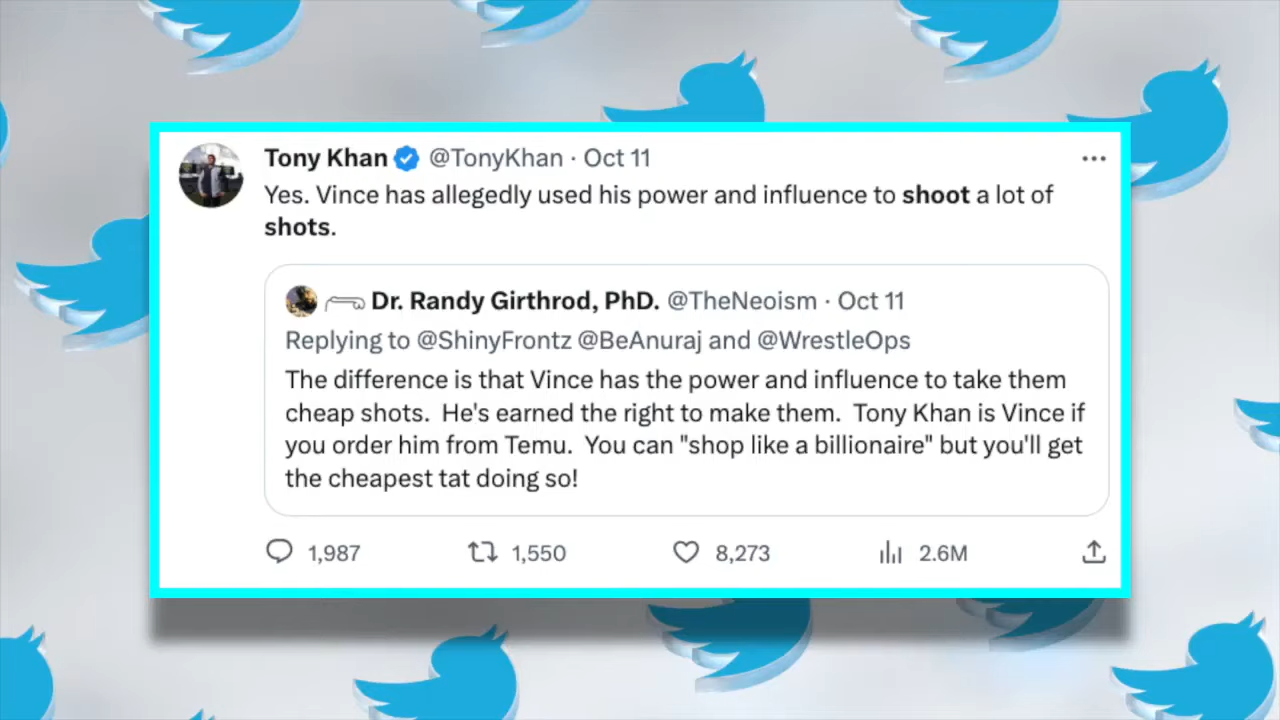 Tony Khan @TonyKhan · Oct 11
Yes. Vince has allegedly used his power and influence to shoot a lot of
shots.
Dr. Randy Girthrod, PhD. @TheNeoism · Oct 11
Replying to @ShinyFrontz @BeAnuraj and @WrestleOps
The difference is that Vince has the power and influence to take them
cheap shots.  He's earned the right to make them.  Tony Khan is Vince if
you order him from Temu.  You can "shop like a billionaire" but you'll get
the cheapest tat doing so!
1,987 1,550 8,273 2.6M